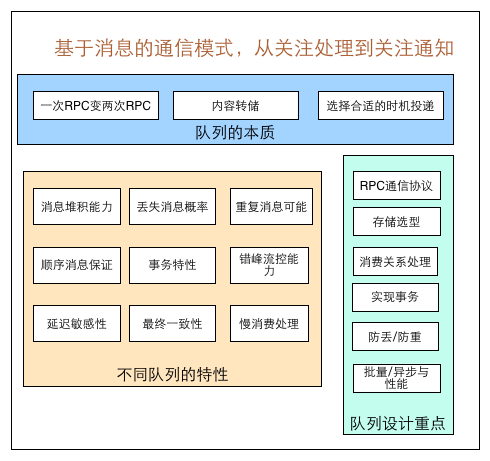 基于消息的通信模式，从关注处理到关注通知
一次RPC变两次RPC
内容转储
选择合适的时机投递
队列的本质
消息堆积能力
丢失消息概率
重复消息可能
顺序消息保证
事务特性
错峰流控能
力
延迟敏感性
最终一致性
慢消费处理
不同队列的特性
RPC通信协议
存储选型
消费关系处理
实现事务
防丢/防重
批量/异步与
性能
队列设计重点